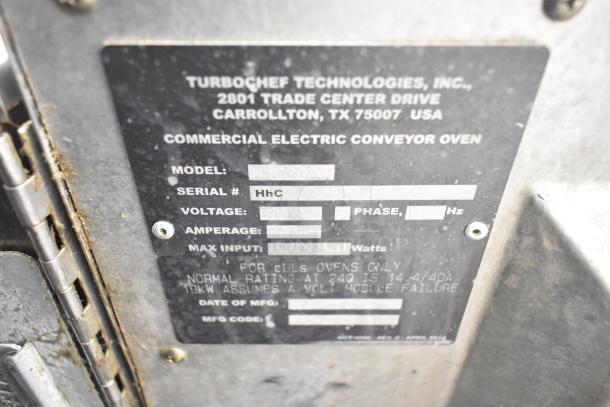 TURBOCHEF TECHNOLOGIES, INC.,
2801 TRADE CENTER DRIVE
CARROLLTON, TX 75007 USA
COMMERCIAL ELECTRIC CONVEYOR OVEN
MODEL:
SERIAL # HhC
VOLTAGE: PHASE, Hz
AMPERAGE:
MAX INPUT: Watts
FOR cULs OVENS ONLY
NORMAL RATING AT 240 IS 14.4/40A
19KW ASSUMES A VOLT MODULE FAILURE
DATE OF MFG:
MFG CODE: